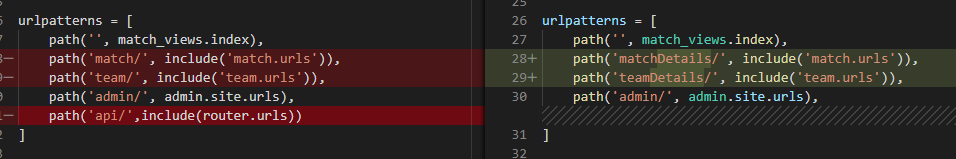 25
urlpatterns = [
path('', match_views.index),
path('match/', include('match.urls')),
path('team/', include('team.urls')),
path('admin/', admin.site.urls),
path('api/',include(router.urls))
]
26 urlpatterns = [
27 path('', match_views.index),
28+ path('matchDetails/', include('match.urls')),
29+ path('teamDetails/', include('team.urls')),
30 path('admin/', admin.site.urls),
31 ]
32